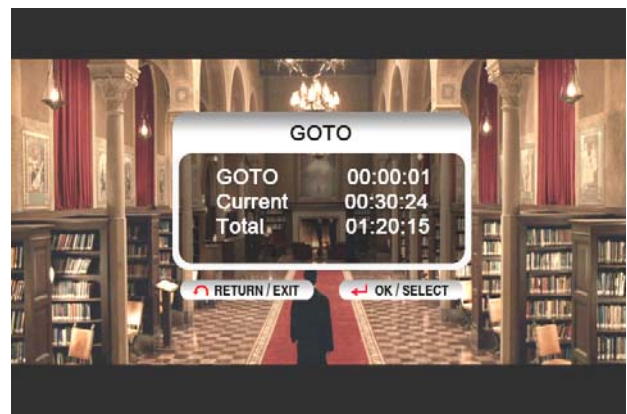 GOTO
GOTO 00:00:01
Current 00:30:24
Total 01:20:15
RETURN / EXIT OK / SELECT